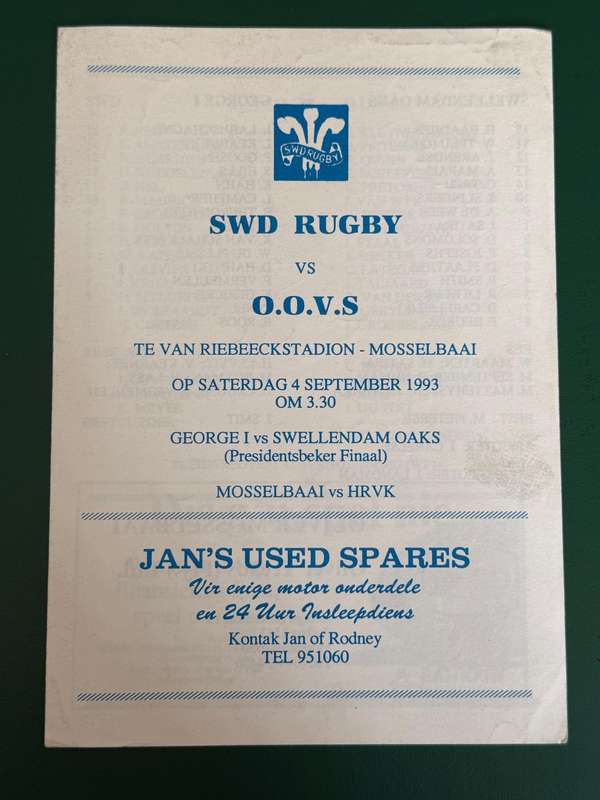 SWD RUGBY
SWD RUGBY
VS
O.O.V.S
TE VAN RIEBEECKSTADION - MOSSELBAAI
OP SATERDAG 4 SEPTEMBER 1993
OM 3.30
GEORGE I vs SWELLENDAM OAKS
(Presidentsbeker Finaal)
MOSSELBAAI vs HRVK
JAN'S USED SPARES
Vir enige motor onderdele
en 24 Uur Insleepdiens
Kontak Jan of Rodney
TEL 951060